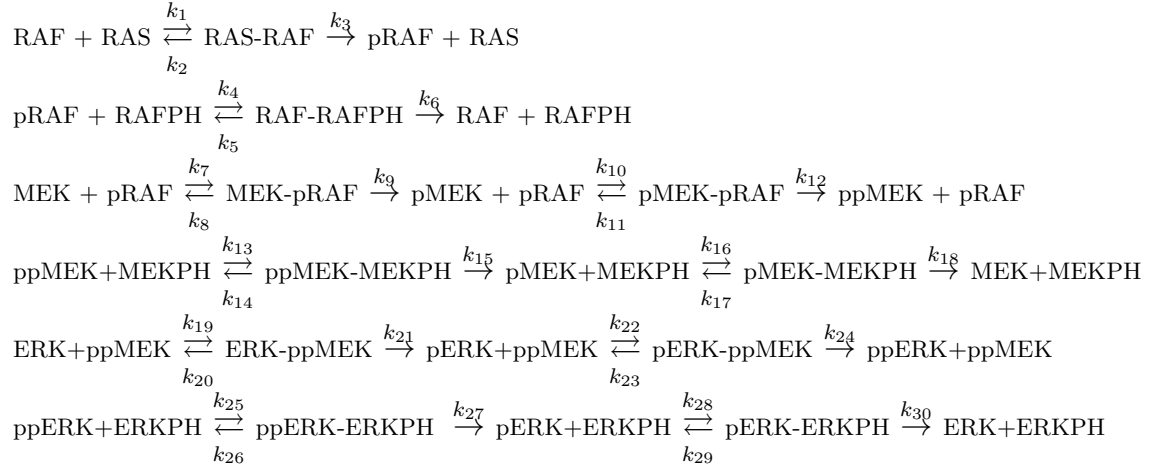 RAF + RAS k₁ ⇄ k₂ RAS-RAF k₃ → pRAF + RAS
pRAF + RAFPH k₄ ⇄ k₅ RAF-RAFPH k₆ → RAF + RAFPH
MEK + pRAF k₇ ⇄ k₈ MEK-pRAF k₉ → pMEK + pRAF k₁₀ ⇄ k₁₁ pMEK-pRAF k₁₂ → ppMEK + pRAF
ppMEK+MEKPH k₁₃ ⇄ k₁₄ ppMEK-MEKPH k₁₅ → pMEK+MEKPH k₁₆ ⇄ k₁₇ pMEK-MEKPH k₁₈ → MEK+MEKPH
ERK+ppMEK k₁₉ ⇄ k₂₀ ERK-ppMEK k₂₁ → pERK+ppMEK k₂₂ ⇄ k₂₃ pERK-ppMEK k₂₄ → ppERK+ppMEK
ppERK+ERKPH k₂₅ ⇄ k₂₆ ppERK-ERKPH k₂₇ → pERK+ERKPH k₂₈ ⇄ k₂₉ pERK-ERKPH k₃₀ → ERK+ERKPH